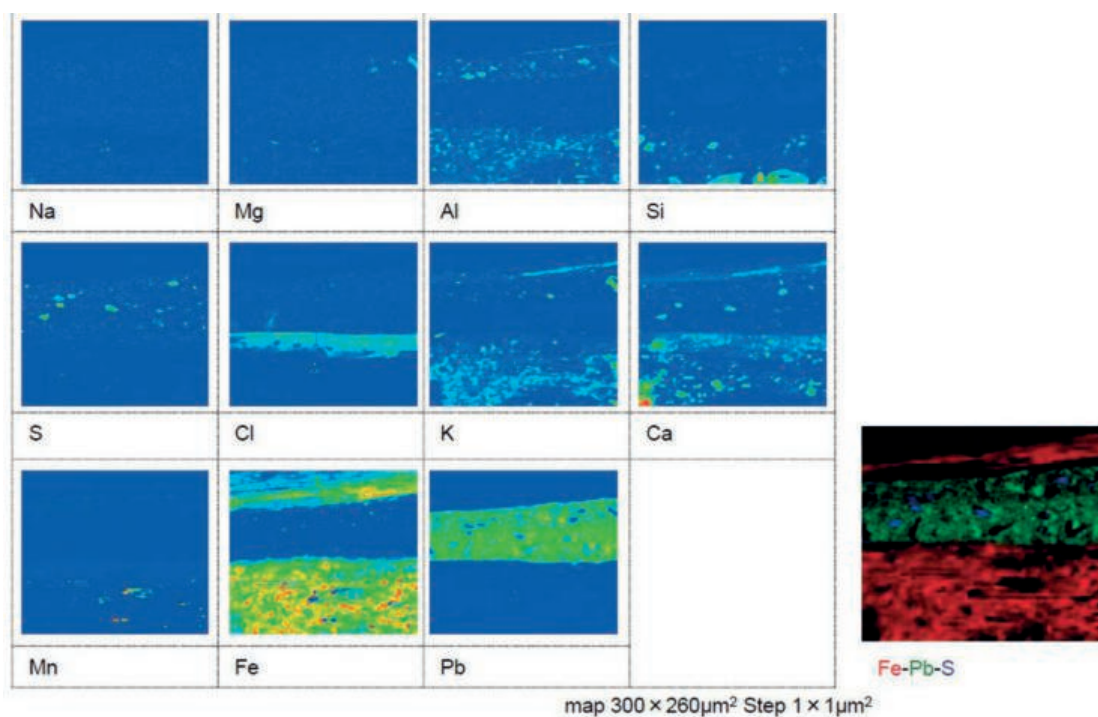 Na Mg Al Si
S Cl K Ca
Mn Fe Pb
Fe-Pb-S
map 300 × 260μm² Step 1 × 1μm²